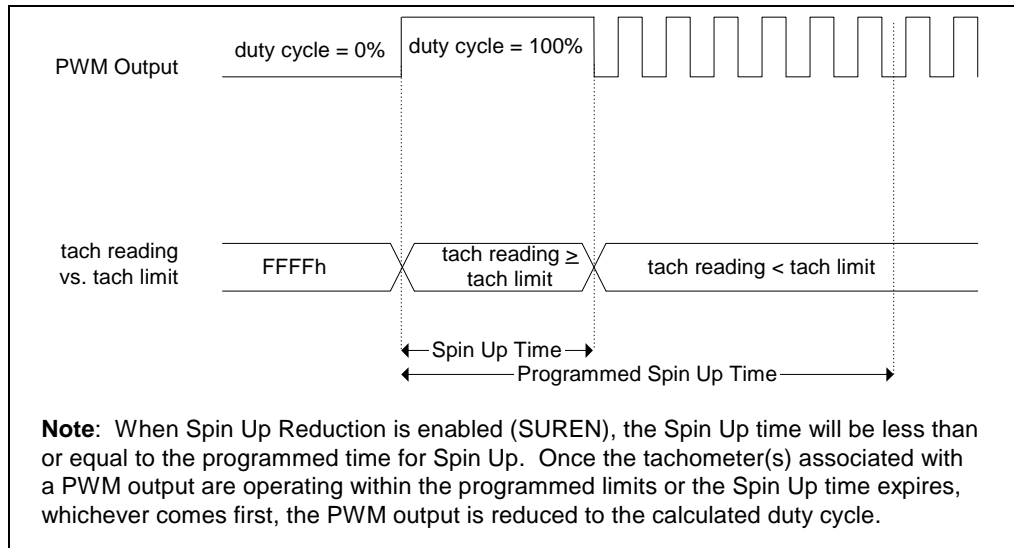 duty cycle = 0%
duty cycle = 100%
PWM Output
tach reading
vs. tach limit
FFFFh
tach reading ≥
tach limit
tach reading < tach limit
Spin Up Time
Programmed Spin Up Time
Note: When Spin Up Reduction is enabled (SUREN), the Spin Up time will be less than
or equal to the programmed time for Spin Up. Once the tachometer(s) associated with
a PWM output are operating within the programmed limits or the Spin Up time expires,
whichever comes first, the PWM output is reduced to the calculated duty cycle.